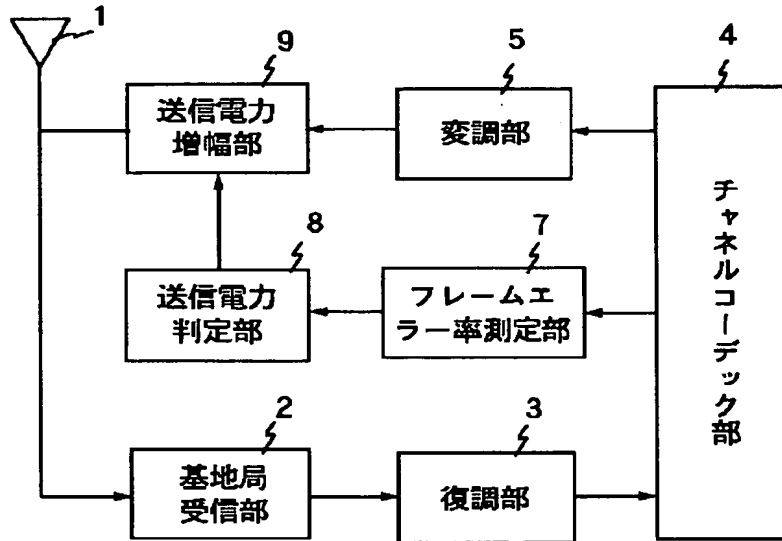 1
9
送信電力
増幅部
5
変調部
4
チャネルコーデック部
8
送信電力
判定部
7
フレームエ
ラー率測定部
2
基地局
受信部
3
復調部